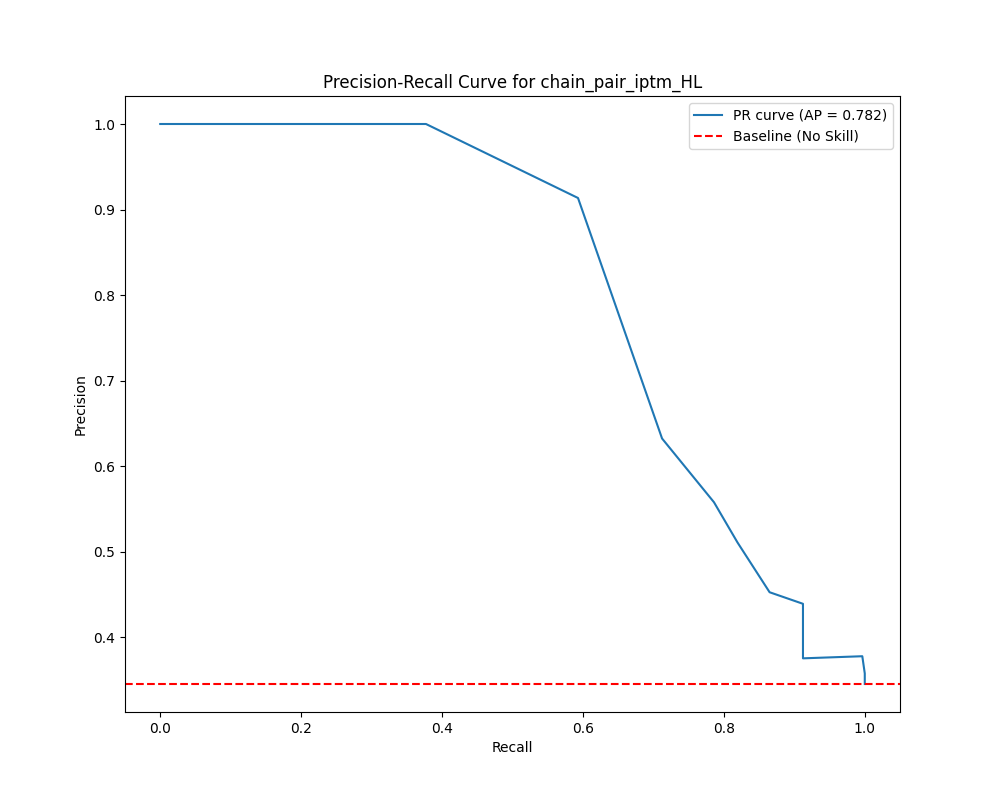 Precision-Recall Curve for chain_pair_iptm_HL
PR curve (AP = 0.782)
Baseline (No Skill)
1.0
0.9
0.8
0.7
0.6
0.5
0.4
Precision
0.0 0.2 0.4 0.6 0.8 1.0
Recall